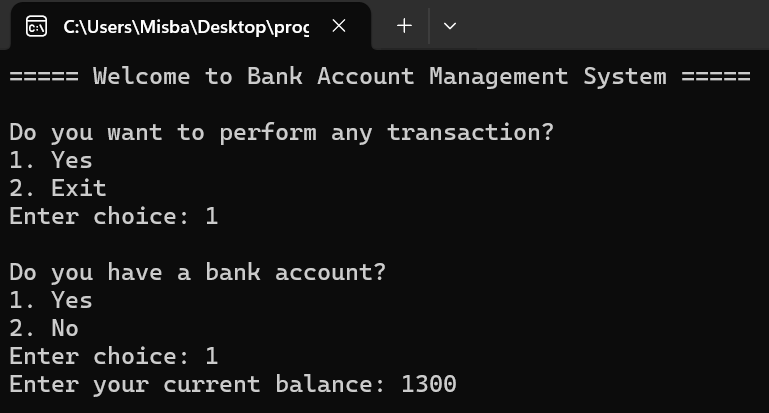 C:\Users\Misba\Desktop\prog
===== Welcome to Bank Account Management System =====
Do you want to perform any transaction?
1. Yes
2. Exit
Enter choice: 1
Do you have a bank account?
1. Yes
2. No
Enter choice: 1
Enter your current balance: 1300